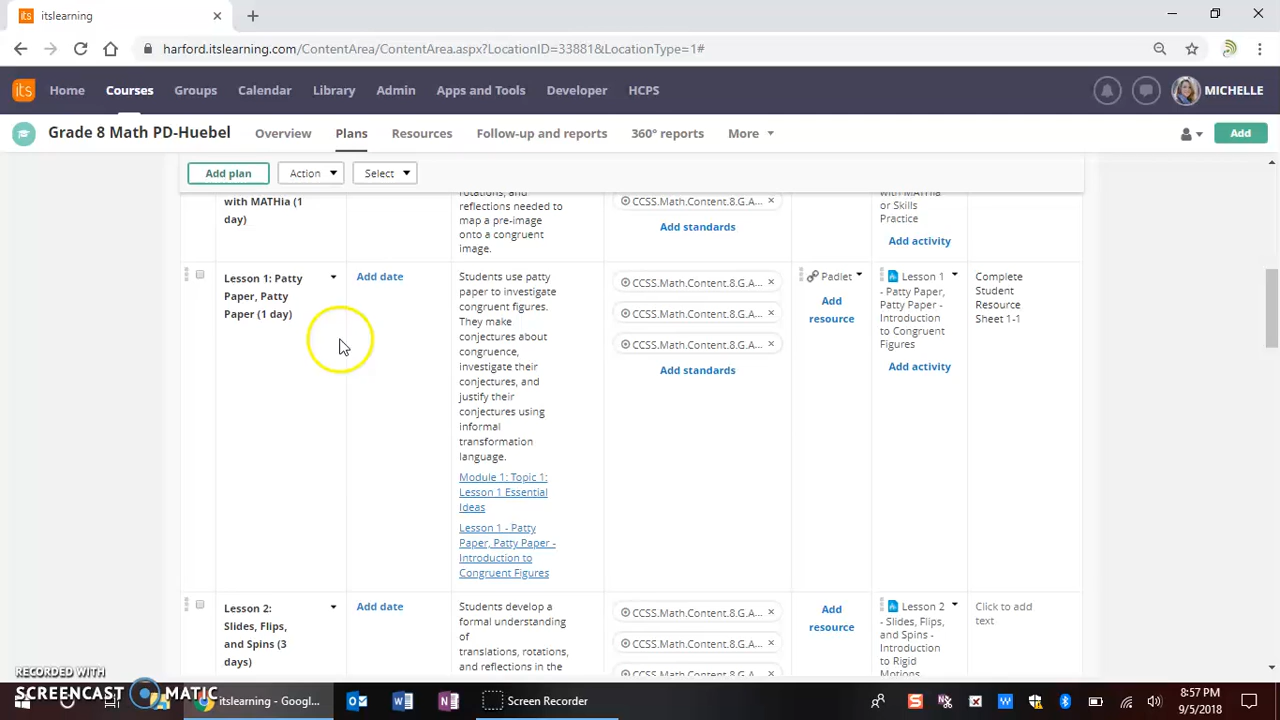 itslearning
harford.itslearning.com/ContentArea/ContentArea.aspx?LocationID=33881&LocationType=1#
its
Home
Courses
Groups
Calendar
Library
Admin
Apps and Tools
Developer
HCPS
MICHELLE
Grade 8 Math PD-Huebel
Overview
Plans
Resources
Follow-up and reports
360° reports
More
Add
Add plan
Action
Select
with MATHia (1
day)
rotations, and
reflections needed to
map a pre-image
onto a congruent
image.
CCSS.Math.Content.8.G.A...
Add standards
with MATHia
or Skills
Practice
Add activity
Lesson 1: Patty
Paper, Patty
Paper (1 day)
Add date
Students use patty
paper to investigate
congruent figures.
They make
conjectures about
congruence,
investigate their
conjectures, and
justify their
conjectures using
informal
transformation
language.
Module 1: Topic 1:
Lesson 1 Essential
Ideas
Lesson 1 - Patty
Paper, Patty Paper -
Introduction to
Congruent Figures
CCSS.Math.Content.8.G.A...
CCSS.Math.Content.8.G.A...
CCSS.Math.Content.8.G.A...
Add standards
Padlet
Add
resource
Lesson 1
- Patty Paper,
Patty Paper -
Introduction
to Congruent
Figures
Add activity
Complete
Student
Resource
Sheet 1-1
Lesson 2:
Slides, Flips,
and Spins (3
days)
Add date
Students develop a
formal understanding
of
translations, rotations,
and reflections in the
CCSS.Math.Content.8.G.A...
CCSS.Math.Content.8.G.A...
CCSS.Math.Content.8.G.A...
Add
resource
Lesson 2
- Slides, Flips,
and Spins -
Introduction
to Rigid
Motions
Click to add
text
RECORDED WITH
SCREENCAST MATIC
itslearning - Googl...
Screen Recorder
8:57 PM
9/5/2018